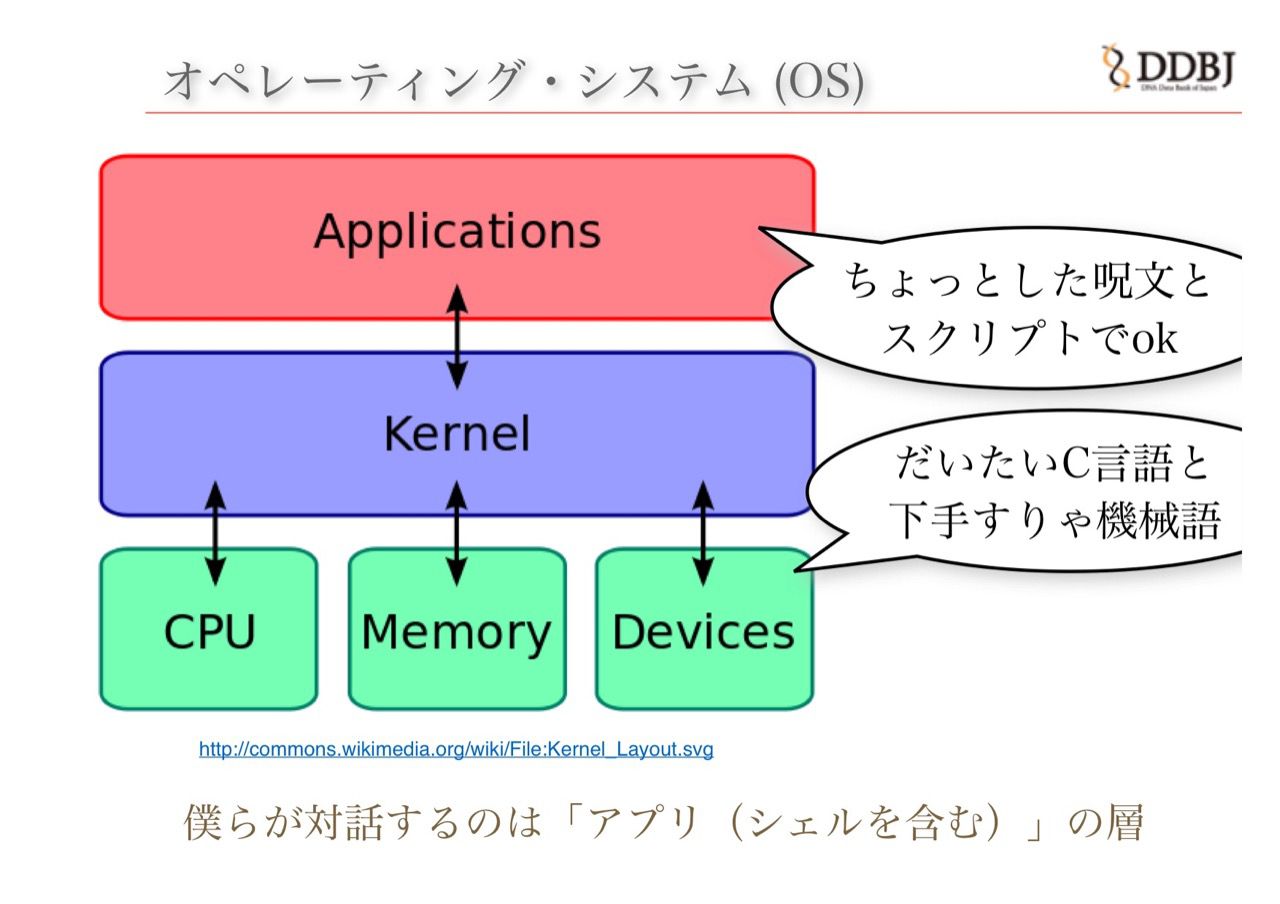 オペレーティング・システム (OS)
DDBJ
DNA Data Bank of Japan
Applications
ちょっとした呪文と
スクリプトでok
Kernel
だいたいC言語と
下手すりゃ機械語
CPU
Memory
Devices
http://commons.wikimedia.org/wiki/File:Kernel_Layout.svg
僕らが対話するのは「アプリ（シェルを含む）」の層